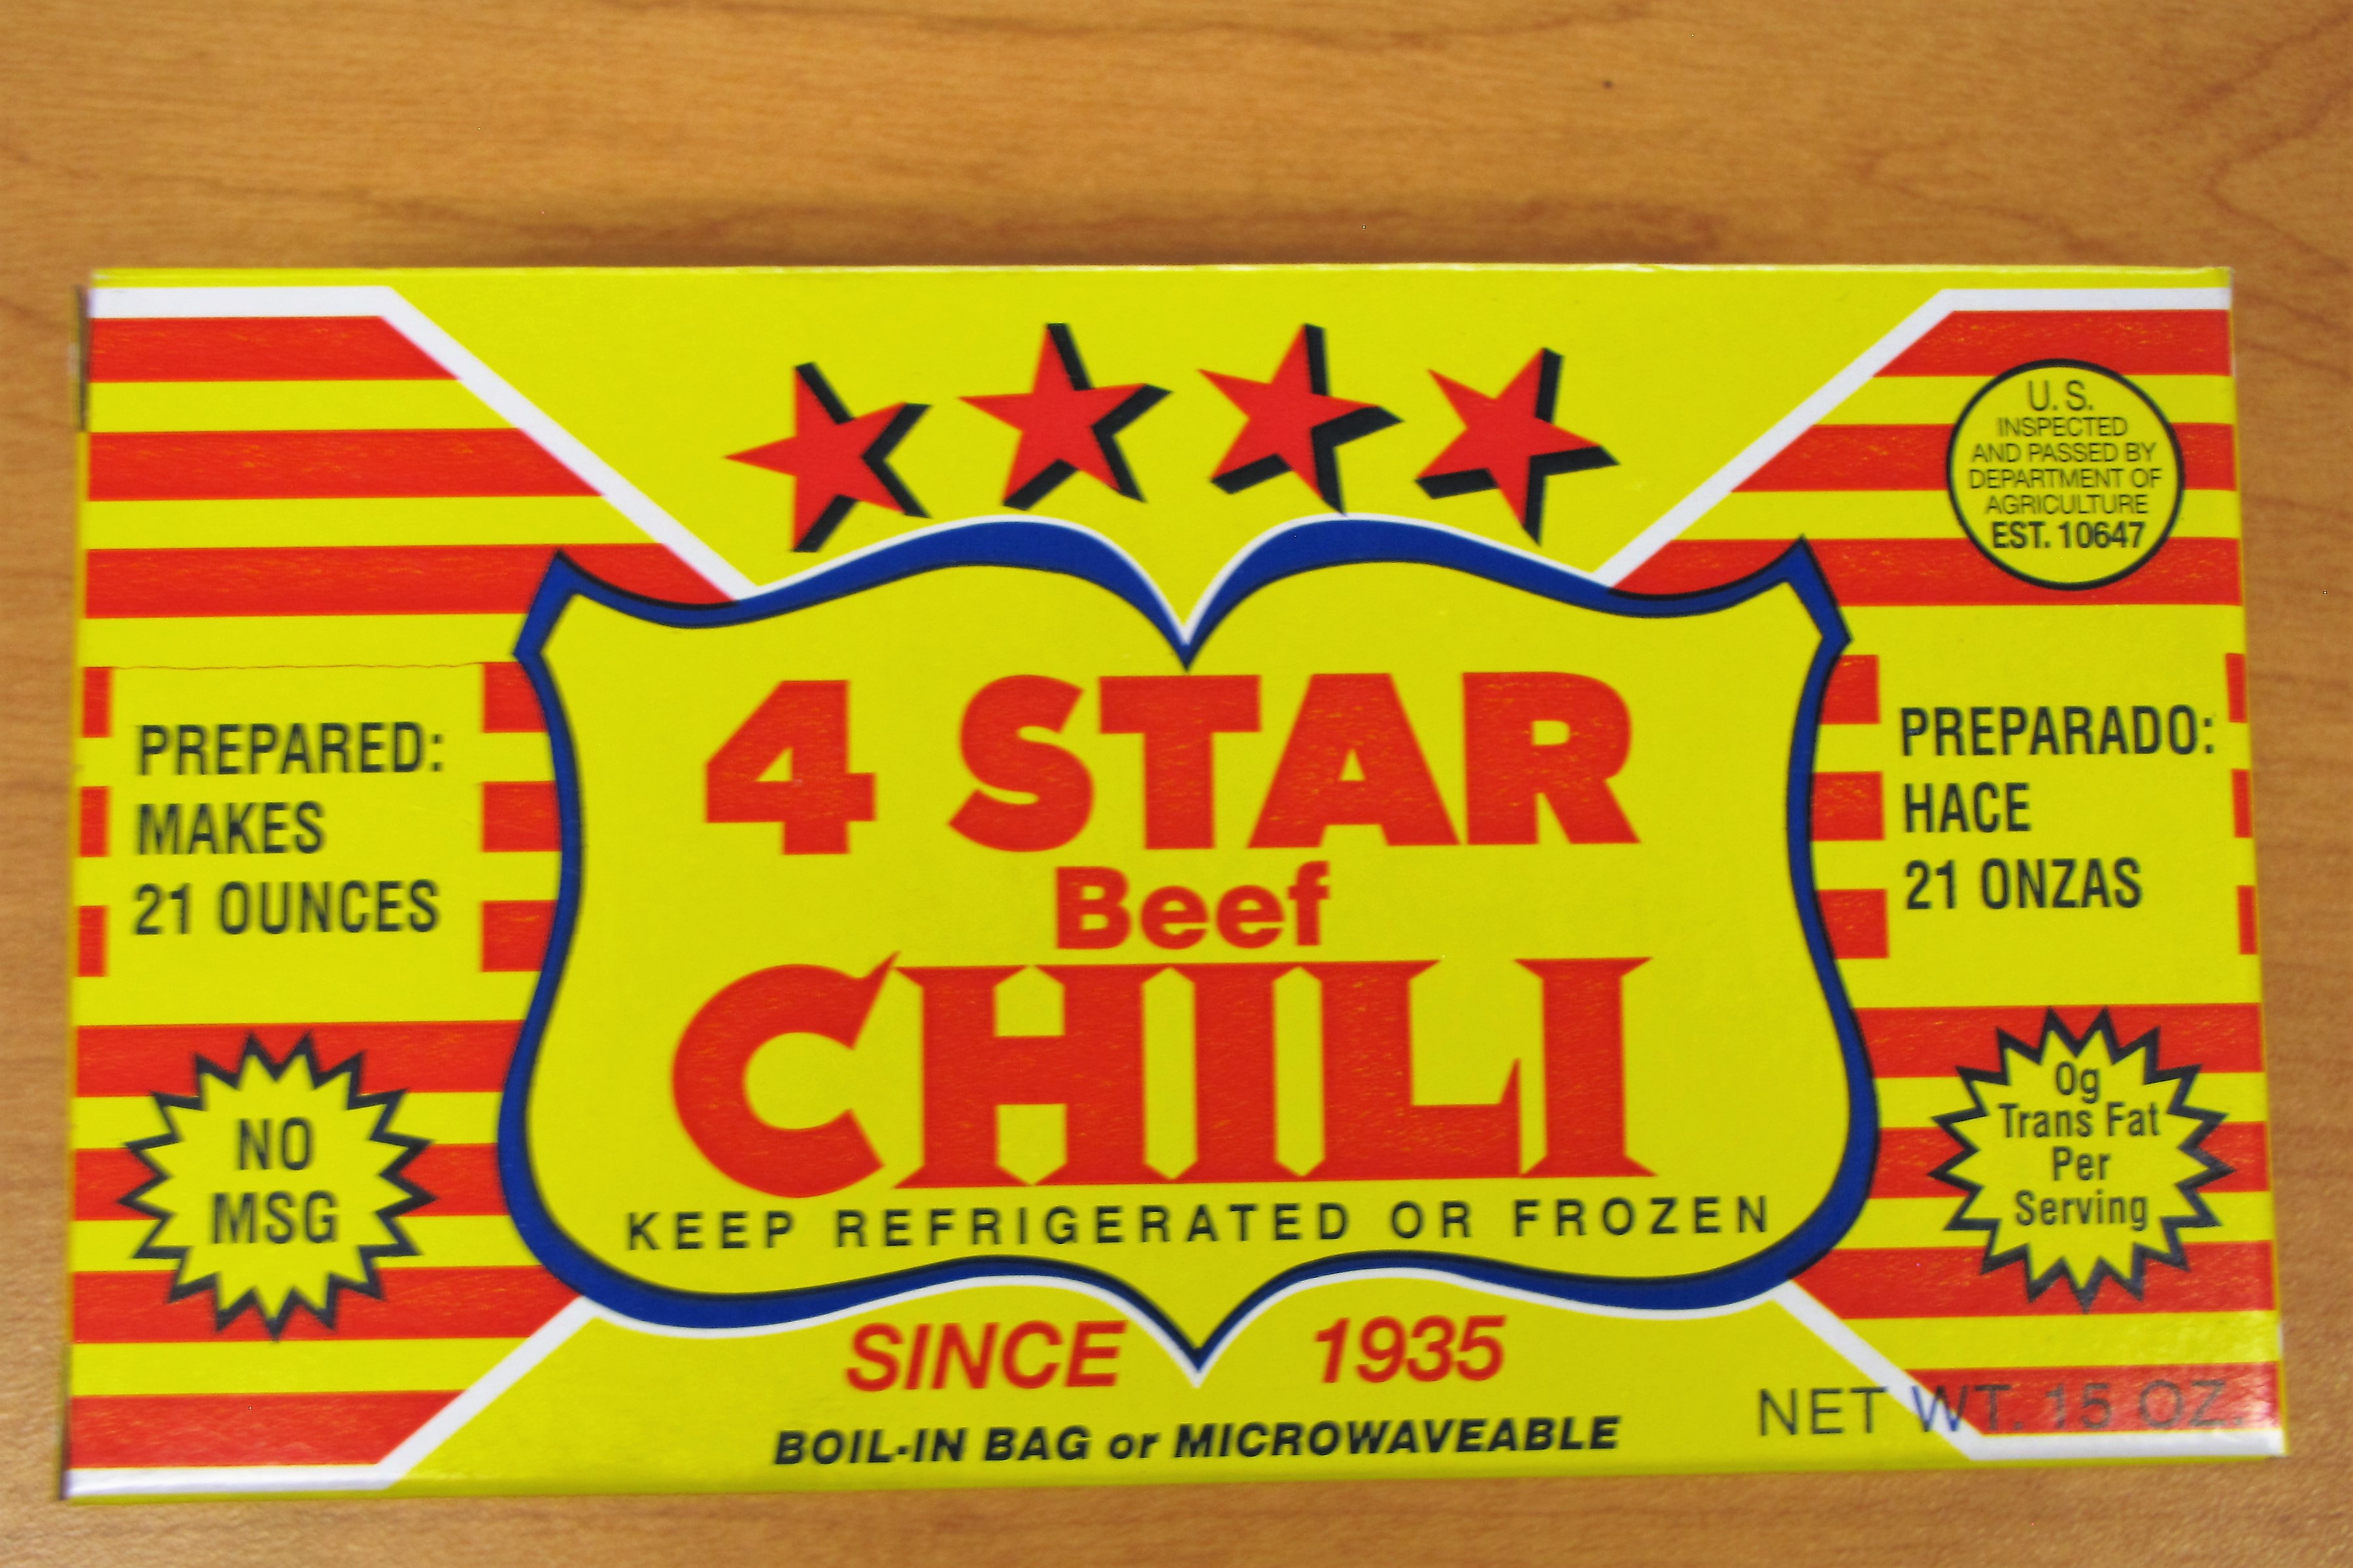 U. S.
INSPECTED
AND PASSED BY
DEPARTMENT OF
AGRICULTURE
EST. 10647
PREPARED:
MAKES
21 OUNCES
4 STAR
Beef
CHILI
KEEP REFRIGERATED OR FROZEN
PREPARADO:
HACE
21 ONZAS
NO
MSG
0g
Trans Fat
Per
Serving
SINCE 1935
BOIL-IN BAG or MICROWAVEABLE
NET WT. 15 OZ.